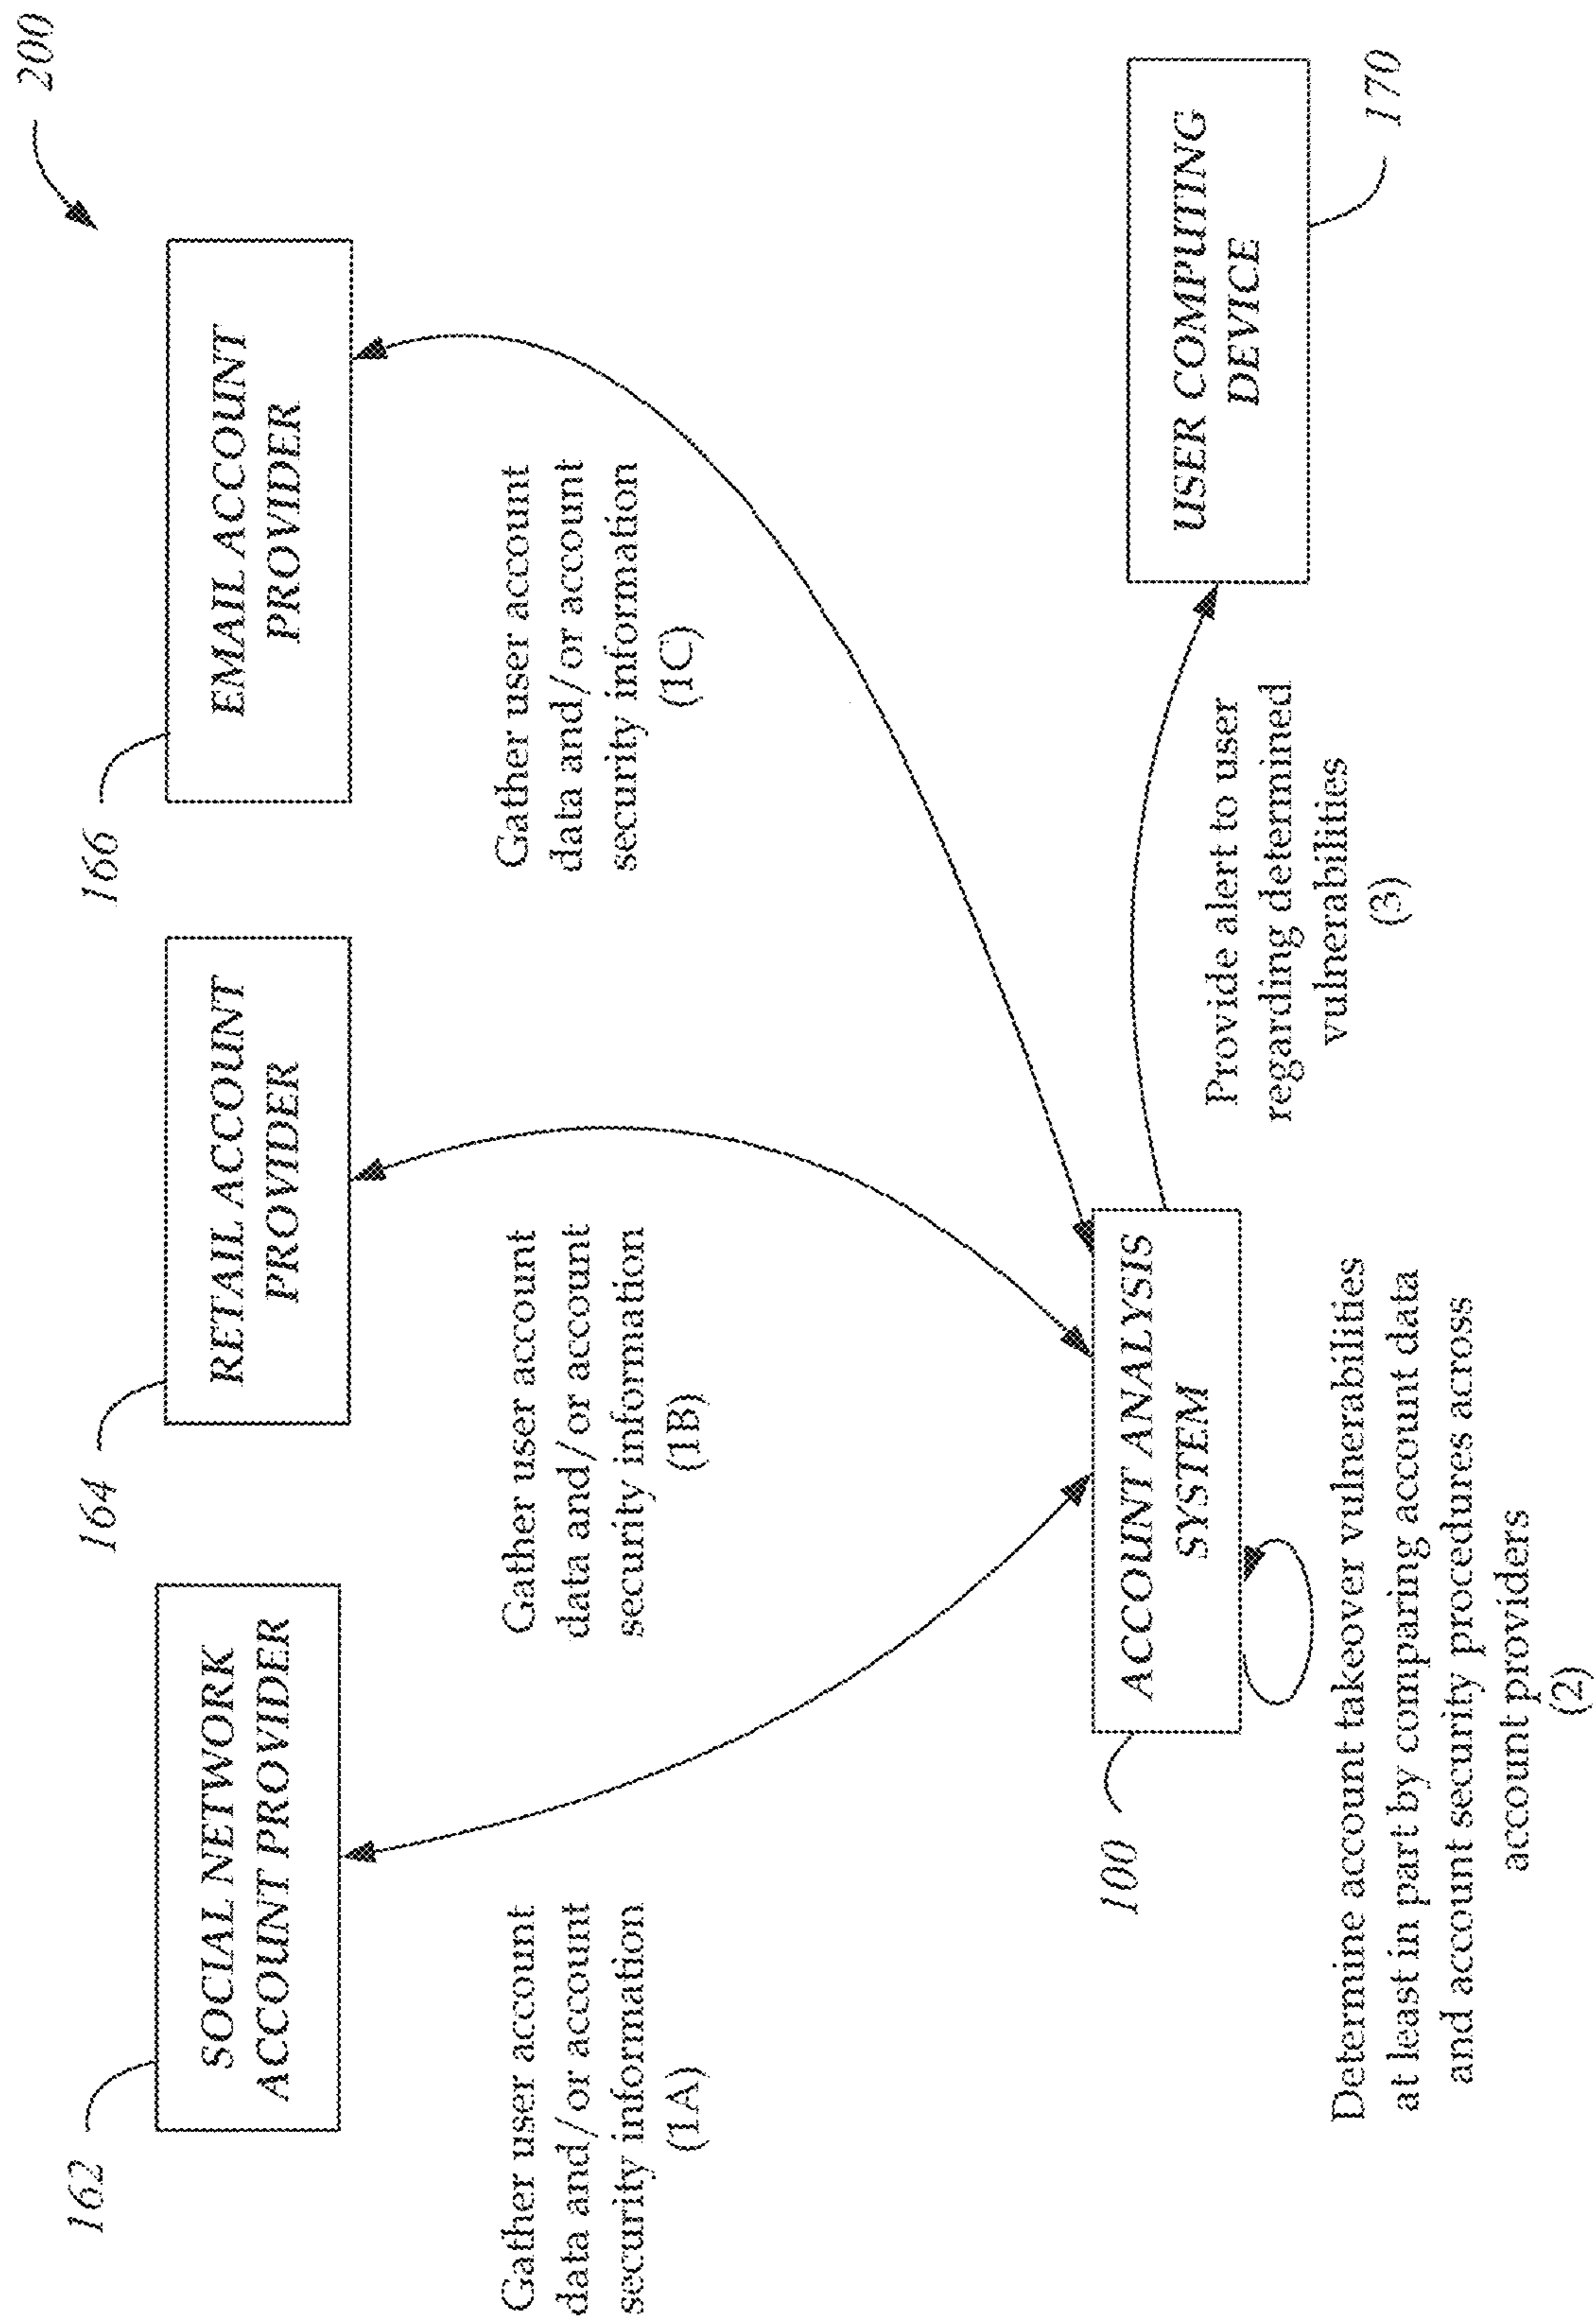 200
162
SOCIAL NETWORK
ACCOUNT PROVIDER
164
RETAIL ACCOUNT
PROVIDER
166
EMAIL ACCOUNT
PROVIDER
Gather user account
data and/or account
security information
(1A)
Gather user account
data and/or account
security information
(1B)
Gather user account
data and/or account
security information
(1C)
100
ACCOUNT ANALYSIS
SYSTEM
USER COMPUTING
DEVICE
170
Provide alert to user
regarding determined
vulnerabilities
(3)
Determine account takeover vulnerabilities
at least in part by comparing account data
and account security procedures across
account providers
(2)